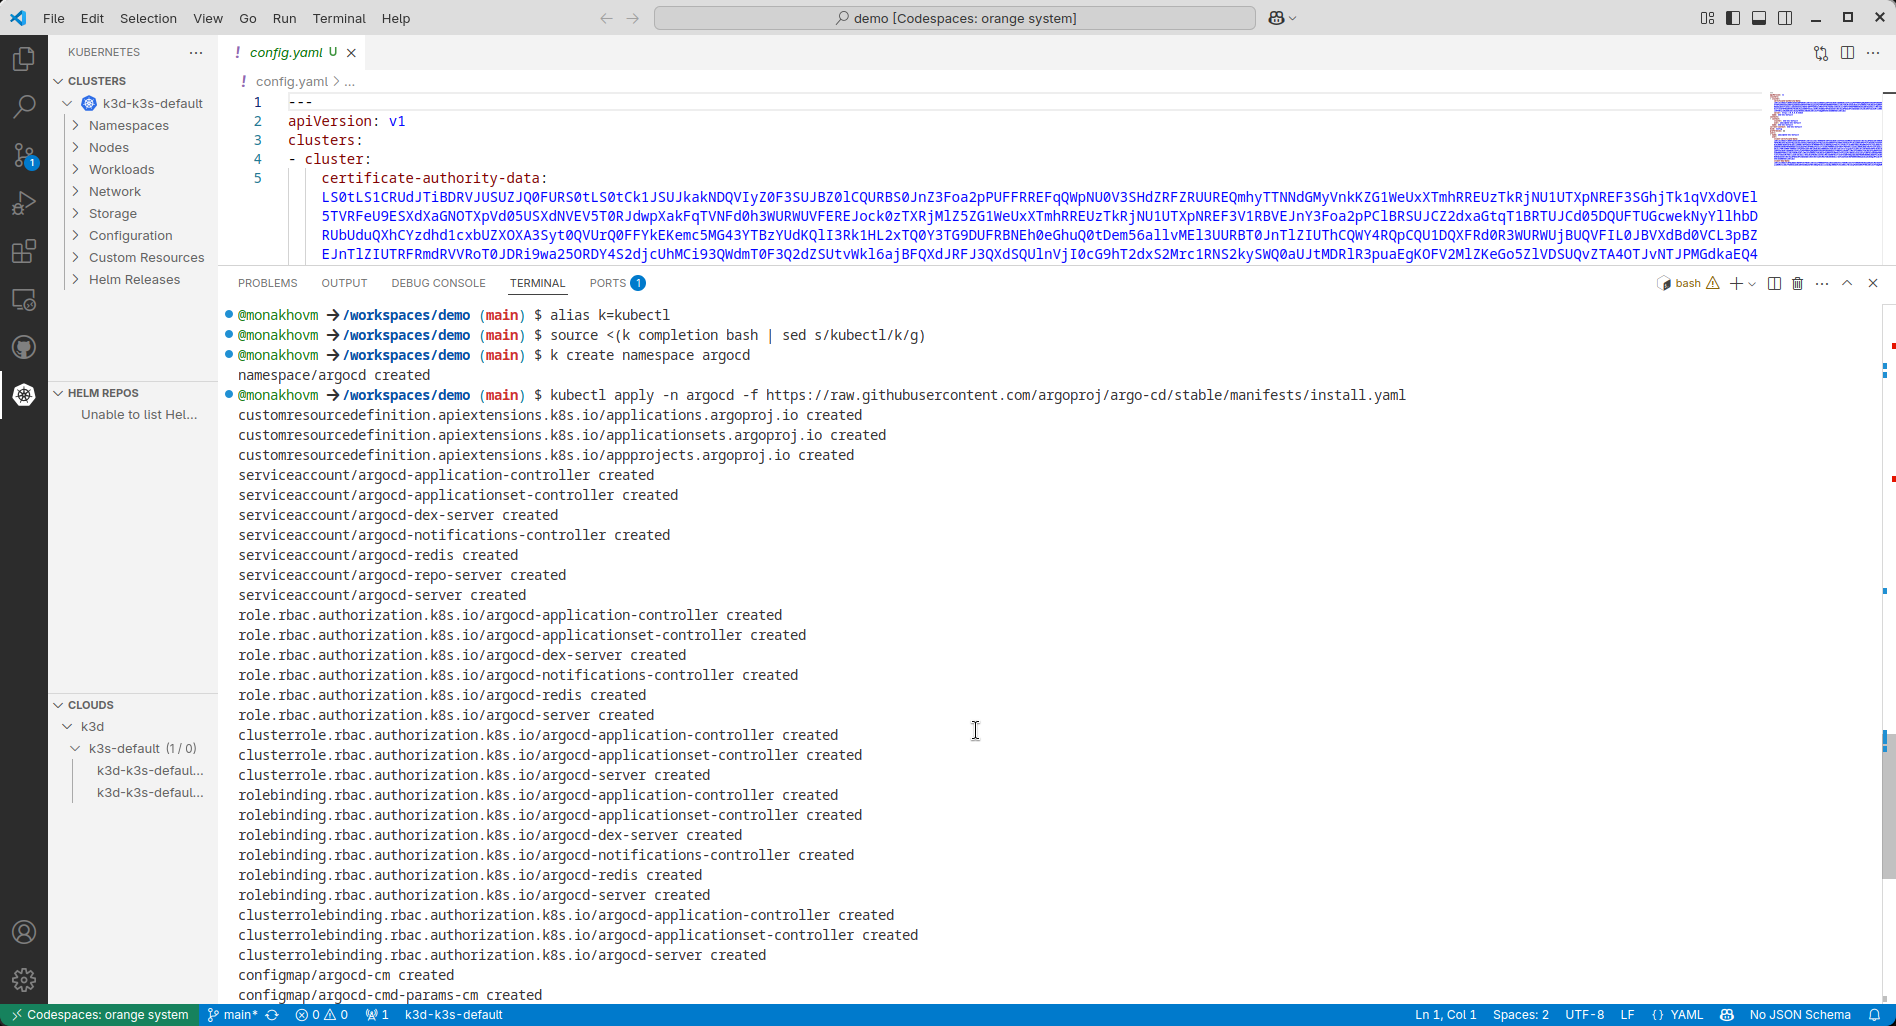 File Edit Selection View Go Run Terminal Help
demo [Codespaces: orange system]
KUBERNETES
CLUSTERS
k3d-k3s-default
Namespaces
Nodes
Workloads
Network
Storage
Configuration
Custom Resources
Helm Releases
HELM REPOS
Unable to list Hel...
CLOUDS
k3d
k3s-default (1 / 0)
k3d-k3s-defaul...
k3d-k3s-defaul...
1
! config.yaml U
! config.yaml > ...
1 ---
2 apiVersion: v1
3 clusters:
4 - cluster:
5 certificate-authority-data:
PROBLEMS OUTPUT DEBUG CONSOLE TERMINAL PORTS 1
bash
@monakhovm → /workspaces/demo (main) $ alias k=kubectl
@monakhovm → /workspaces/demo (main) $ source <(k completion bash | sed s/kubectl/k/g)
@monakhovm → /workspaces/demo (main) $ k create namespace argocd
namespace/argocd created
@monakhovm → /workspaces/demo (main) $ kubectl apply -n argocd -f https://raw.githubusercontent.com/argoproj/argo-cd/stable/manifests/install.yaml
customresourcedefinition.apiextensions.k8s.io/applications.argoproj.io created
customresourcedefinition.apiextensions.k8s.io/applicationsets.argoproj.io created
customresourcedefinition.apiextensions.k8s.io/appprojects.argoproj.io created
serviceaccount/argocd-application-controller created
serviceaccount/argocd-applicationset-controller created
serviceaccount/argocd-dex-server created
serviceaccount/argocd-notifications-controller created
serviceaccount/argocd-redis created
serviceaccount/argocd-repo-server created
serviceaccount/argocd-server created
role.rbac.authorization.k8s.io/argocd-application-controller created
role.rbac.authorization.k8s.io/argocd-applicationset-controller created
role.rbac.authorization.k8s.io/argocd-dex-server created
role.rbac.authorization.k8s.io/argocd-notifications-controller created
role.rbac.authorization.k8s.io/argocd-redis created
role.rbac.authorization.k8s.io/argocd-server created
clusterrole.rbac.authorization.k8s.io/argocd-application-controller created
clusterrole.rbac.authorization.k8s.io/argocd-applicationset-controller created
clusterrole.rbac.authorization.k8s.io/argocd-server created
rolebinding.rbac.authorization.k8s.io/argocd-application-controller created
rolebinding.rbac.authorization.k8s.io/argocd-applicationset-controller created
rolebinding.rbac.authorization.k8s.io/argocd-dex-server created
rolebinding.rbac.authorization.k8s.io/argocd-notifications-controller created
rolebinding.rbac.authorization.k8s.io/argocd-redis created
rolebinding.rbac.authorization.k8s.io/argocd-server created
clusterrolebinding.rbac.authorization.k8s.io/argocd-application-controller created
clusterrolebinding.rbac.authorization.k8s.io/argocd-applicationset-controller created
clusterrolebinding.rbac.authorization.k8s.io/argocd-server created
configmap/argocd-cm created
configmap/argocd-cmd-params-cm created
Codespaces: orange system main* 0 0 1 k3d-k3s-default
Ln 1, Col 1 Spaces: 2 UTF-8 LF { } YAML No JSON Schema